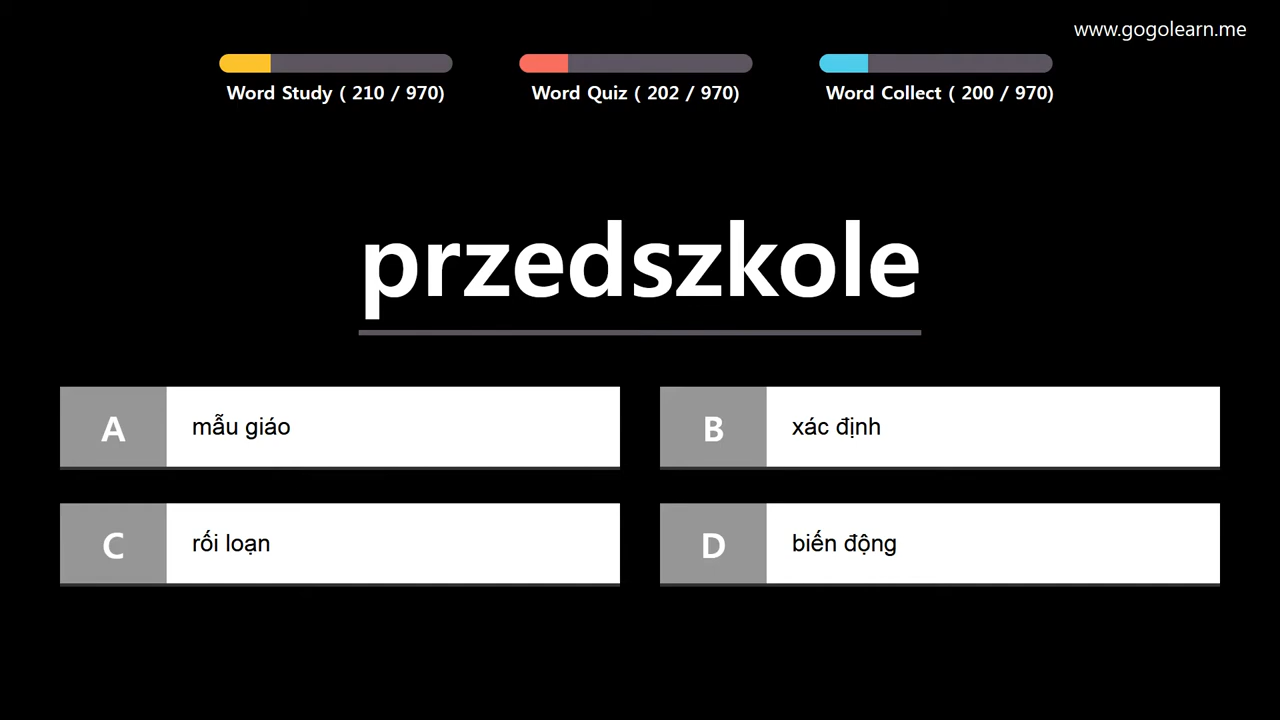 www.gogolearn.me
Word Study ( 210 / 970)
Word Quiz ( 202 / 970)
Word Collect ( 200 / 970)
przedszkole
A mẫu giáo
B xác định
C rối loạn
D biến động